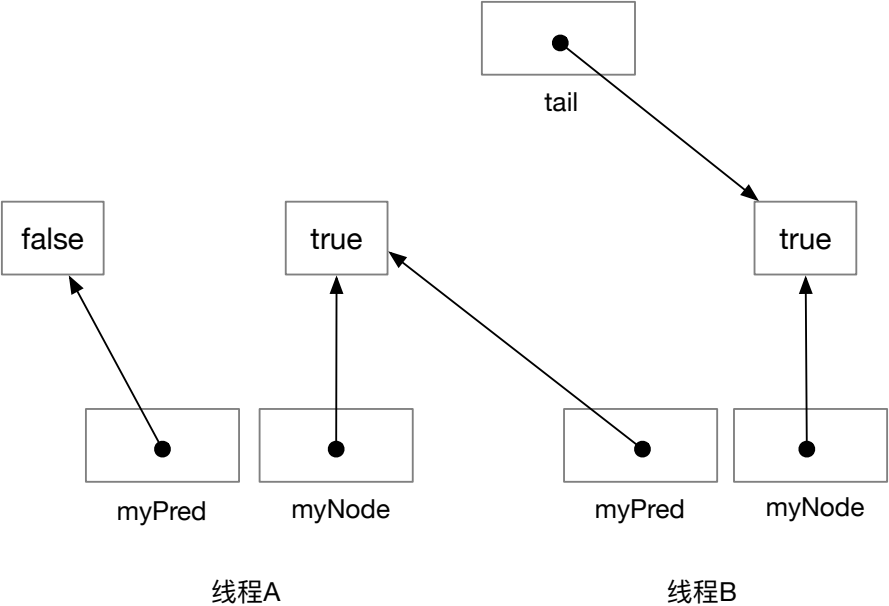 tail
false
true
true
myPred
myNode
myPred
myNode
线程A
线程B